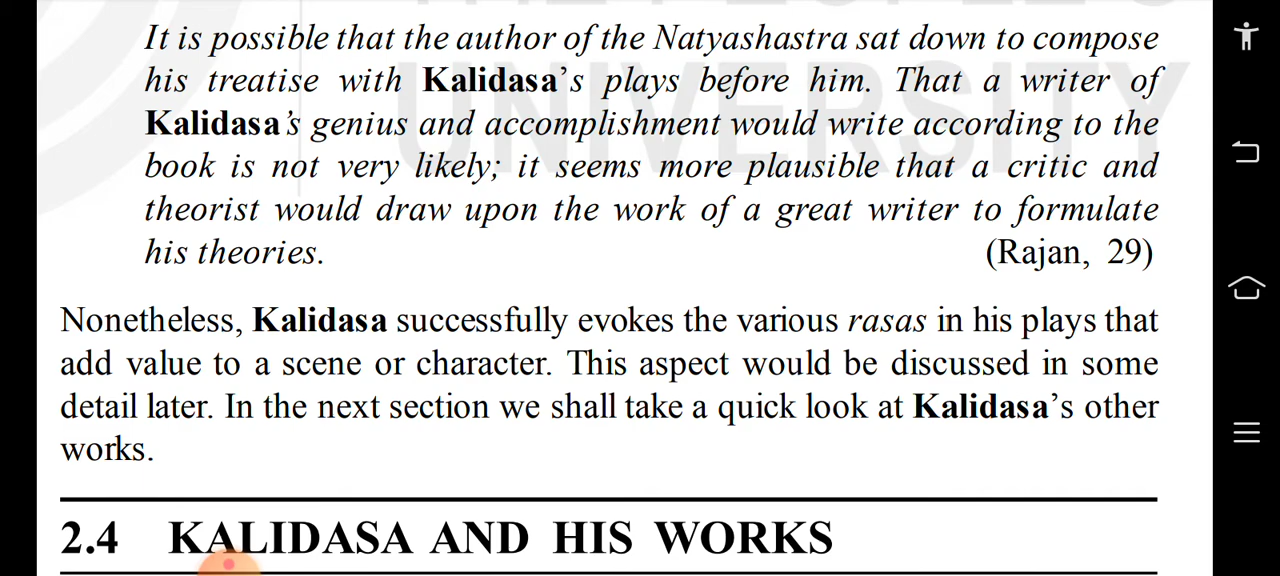 THE PEOPLE'S
UNIVERSITY
It is possible that the author of the Natyashastra sat down to compose
his treatise with Kalidasa's plays before him. That a writer of
Kalidasa's genius and accomplishment would write according to the
book is not very likely; it seems more plausible that a critic and
theorist would draw upon the work of a great writer to formulate
his theories. (Rajan, 29)
Nonetheless, Kalidasa successfully evokes the various rasas in his plays that
add value to a scene or character. This aspect would be discussed in some
detail later. In the next section we shall take a quick look at Kalidasa's other
works.
2.4 KALIDASA AND HIS WORKS